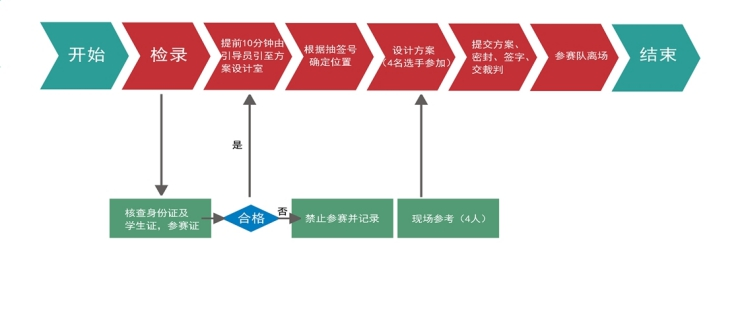 开始
检录
提前10分钟由
引导员引至方
案设计室
根据抽签号
确定位置
设计方案
（4名选手参加）
提交方案、
密封、签字、
交裁判
参赛队离场
结束
是
核查身份证及
学生证，参赛证
合格
否
禁止参赛并记录
现场参考（4人）